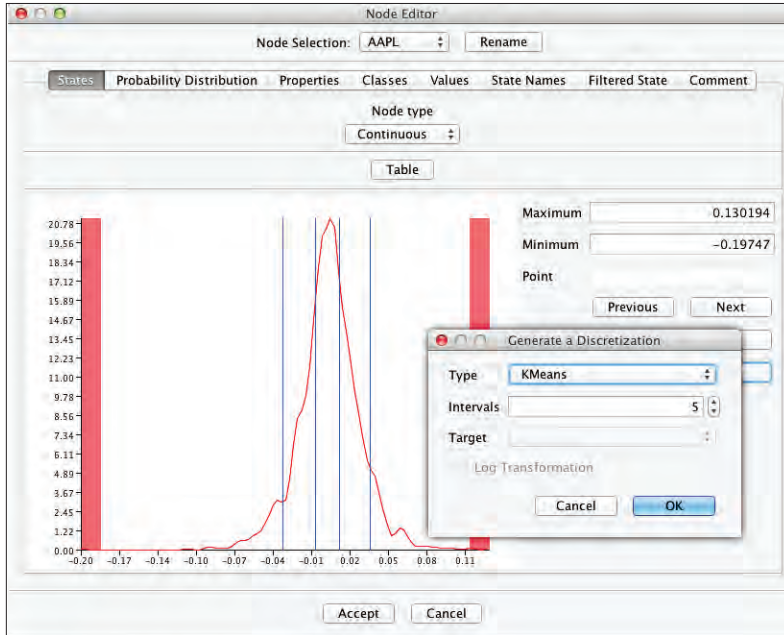 Node Editor
Node Selection: AAPL Rename
States Probability Distribution Properties Classes Values State Names Filtered State Comment
Node type
Continuous
Table
Maximum 0.130194
Minimum -0.19747
Point
Previous Next
20.78
19.56
18.34
17.12
15.89
14.67
13.45
12.23
11.00
9.78
8.56
7.34
6.11
4.89
3.67
2.45
1.22
0.00
-0.20 -0.17 -0.14 -0.10 -0.07 -0.04 -0.01 0.02 0.05 0.08 0.11
Generate a Discretization
Type KMeans
Intervals 5
Target
Log Transformation
Cancel OK
Accept Cancel